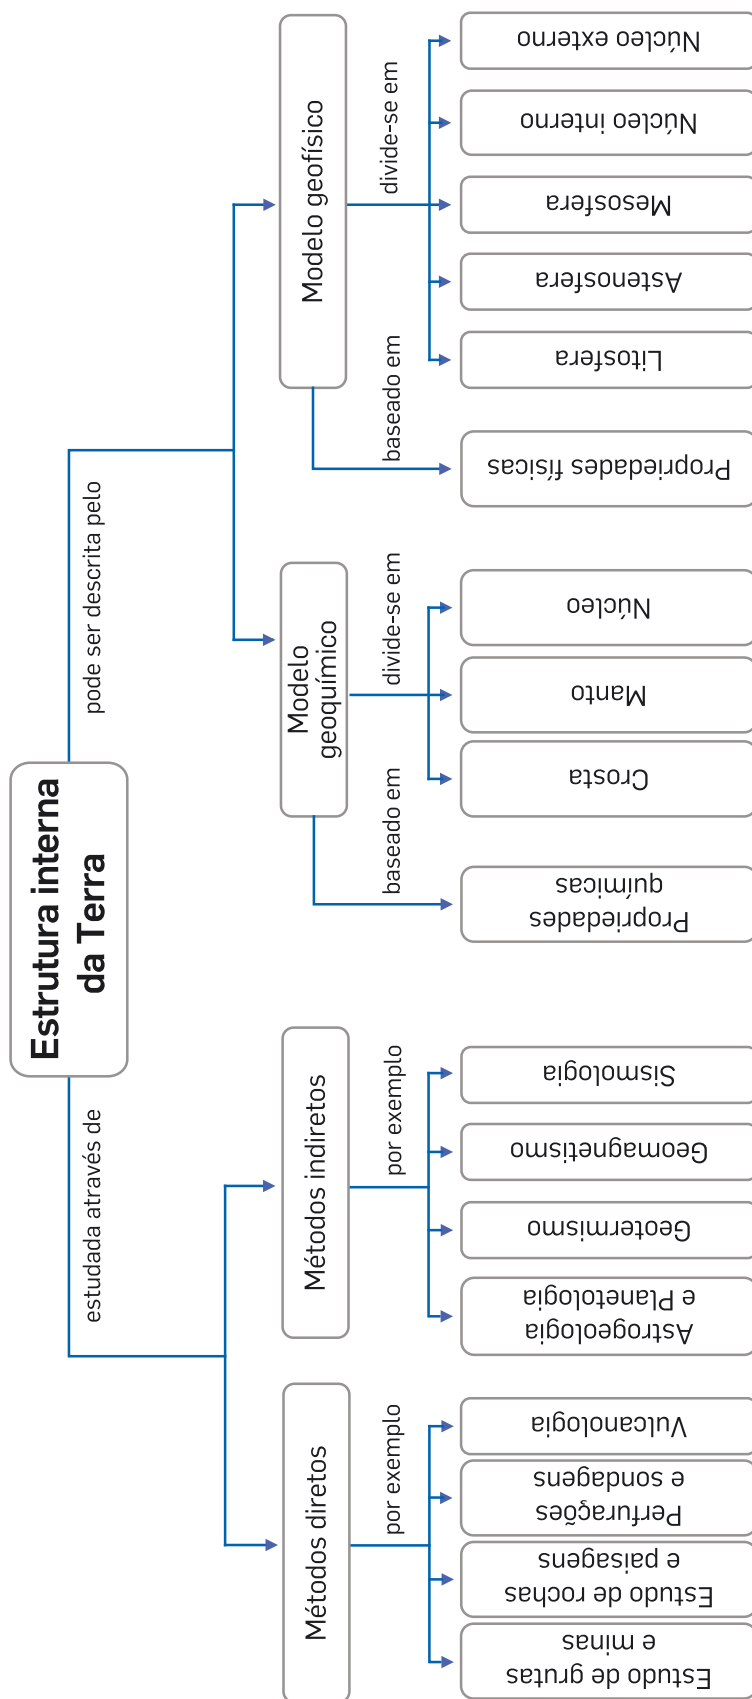 Estrutura interna
da Terra
estudada através de
Métodos diretos
por exemplo
Estudo de grutas
e minas
Estudo de rochas
e paisagens
Perfurações
e sondagens
Vulcanologia
Métodos indiretos
por exemplo
Astrogeologia
e Planetologia
Geotermismo
Geomagnetismo
Sismologia
pode ser descrita pelo
Modelo
geoquímico
baseado em
Propriedades
químicas
divide-se em
Crosta
Manto
Núcleo
Modelo geofísico
baseado em
Propriedades físicas
divide-se em
Litosfera
Astenosfera
Mesosfera
Núcleo interno
Núcleo externo